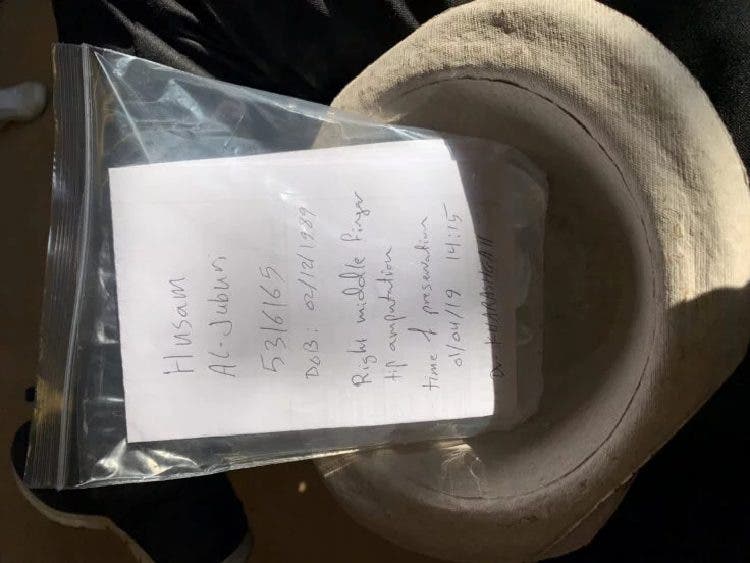 Husam
Al-Juburi
5316165
DoB: 02/12/1989
Right middle finger
tip amputation
time of preservation
01/04/19 14:15
Dr.